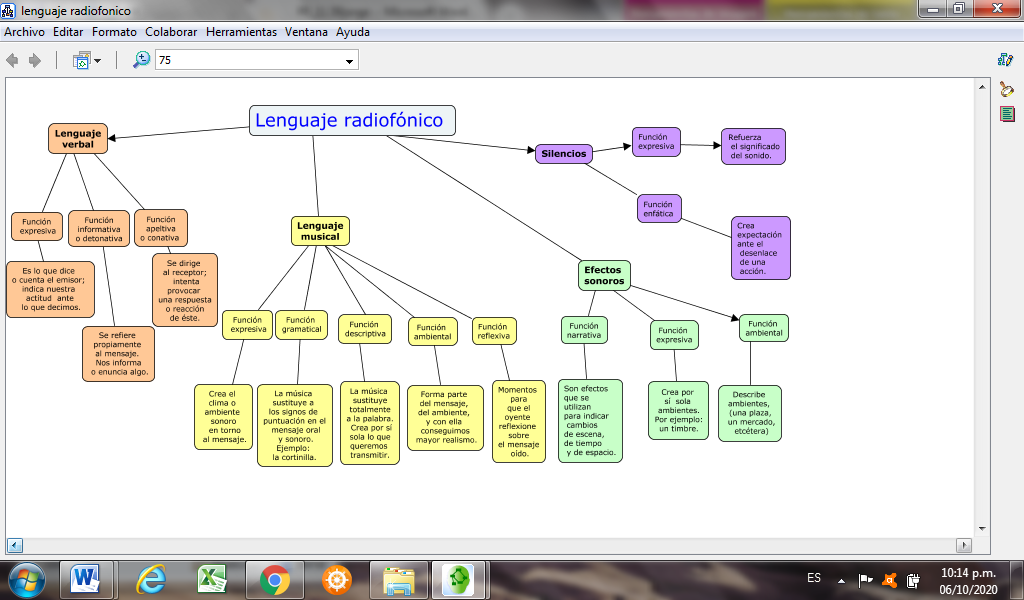 lenguaje radiofonico
Archivo Editar Formato Colaborar Herramientas Ventana Ayuda
75
Lenguaje radiofónico
Lenguaje
verbal
Función
expresiva
Es lo que dice
o cuenta el emisor;
indica nuestra
actitud ante
lo que decimos.
Función
informativa
o detonativa
Se refiere
propiamente
al mensaje.
Nos informa
o enuncia algo.
Función
apeltiva
o conativa
Se dirige
al receptor;
intenta
provocar
una respuesta
o reacción
de éste.
Lenguaje
musical
Función
expresiva
Crea el
clima o
ambiente
sonoro
en torno
al mensaje.
Función
gramatical
La música
sustituye a
los signos de
puntuación en el
mensaje oral
y sonoro.
Ejemplo:
la cortinilla.
Función
descriptiva
La música
sustituye
totalmente
a la palabra.
Crea por sí
sola lo que
queremos
transmitir.
Función
ambiental
Forma parte
del mensaje,
del ambiente,
y con ella
conseguimos
mayor realismo.
Función
reflexiva
Momentos
para
que el
oyente
reflexione
sobre
el mensaje
oído.
Efectos
sonoros
Función
narrativa
Son efectos
que se
utilizan
para indicar
cambios
de escena,
de tiempo
y de espacio.
Función
expresiva
Crea por
sí sola
ambientes.
Por ejemplo:
un timbre.
Función
ambiental
Describe
ambientes,
(una plaza,
un mercado,
etcétera)
Silencios
Función
expresiva
Refuerza
el significado
del sonido.
Función
enfática
Crea
expectación
ante el
desenlace
de una
acción.
ES
10:14 p.m.
06/10/2020